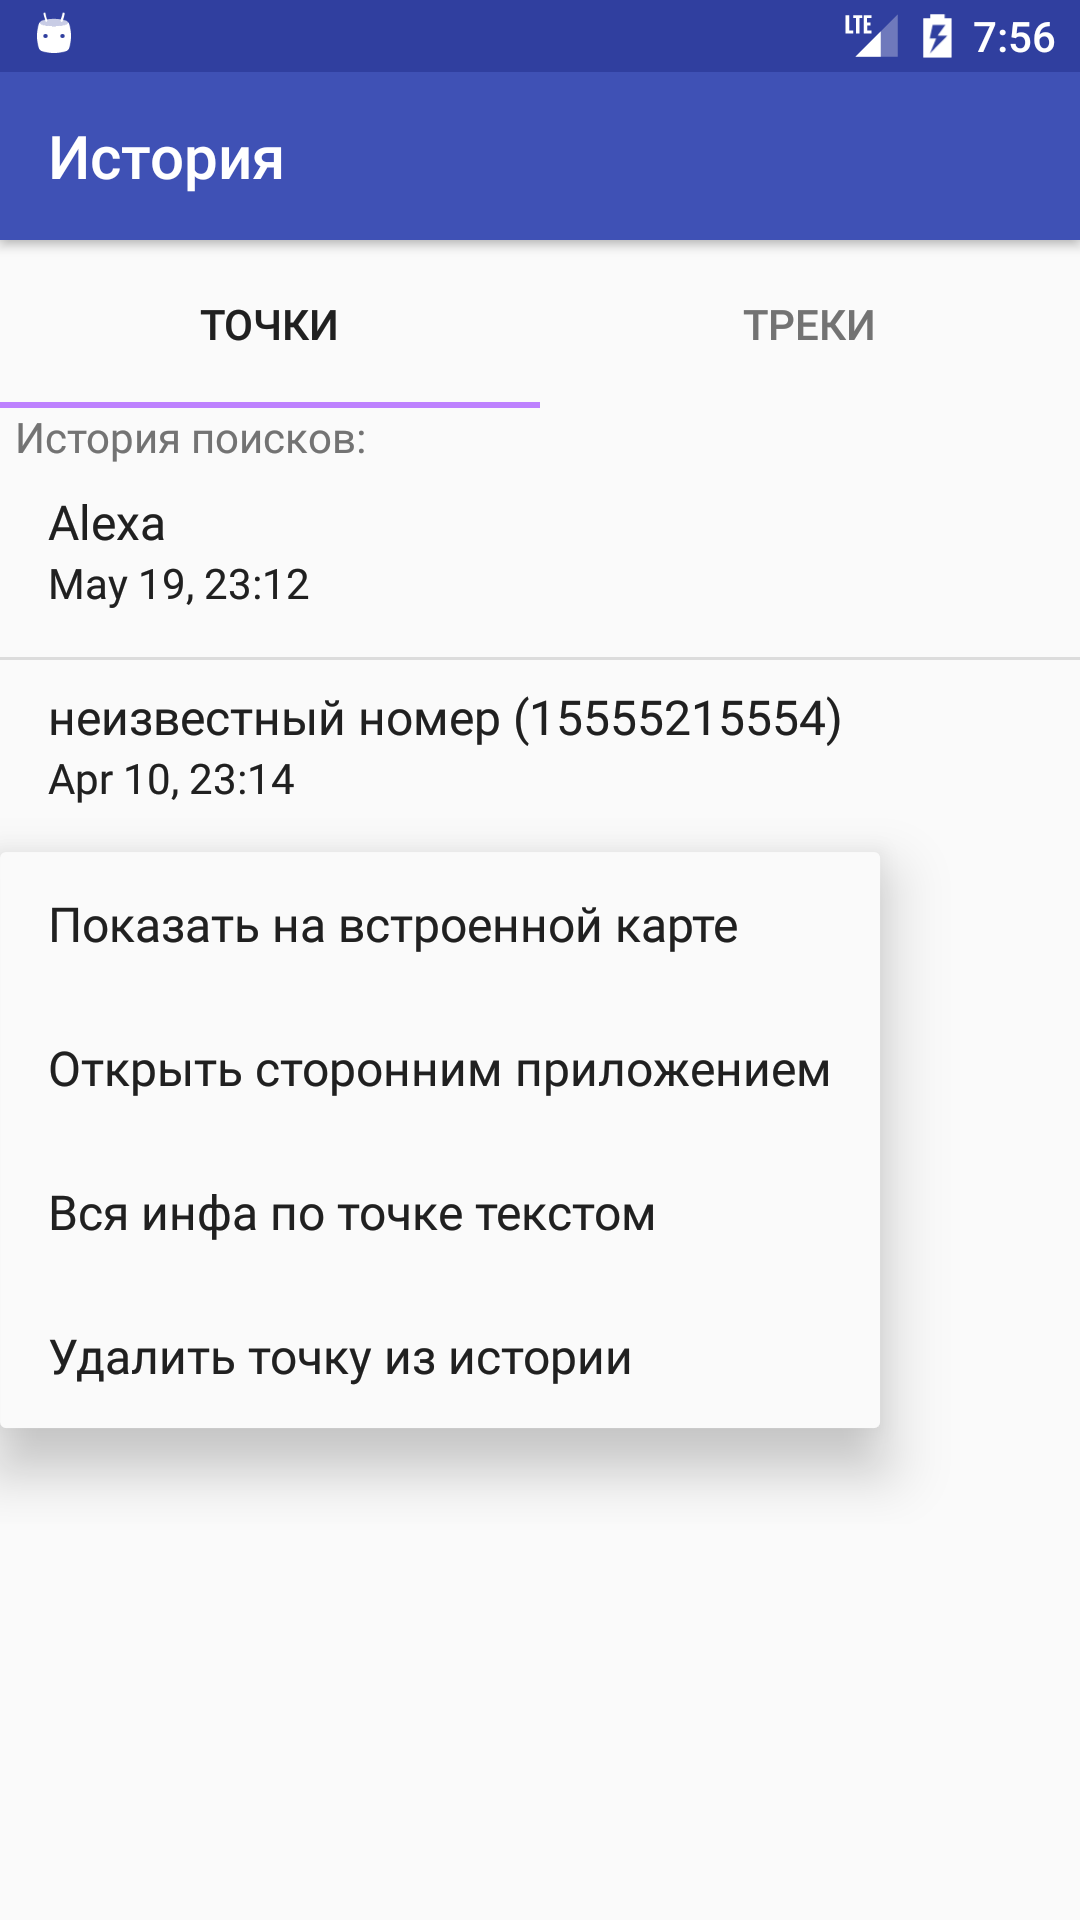 LTE 7:56
История
ТОЧКИ ТРЕКИ
История поисков:
Alexa
May 19, 23:12
неизвестный номер (15555215554)
Apr 10, 23:14
Показать на встроенной карте
Открыть сторонним приложением
Вся инфа по точке текстом
Удалить точку из истории